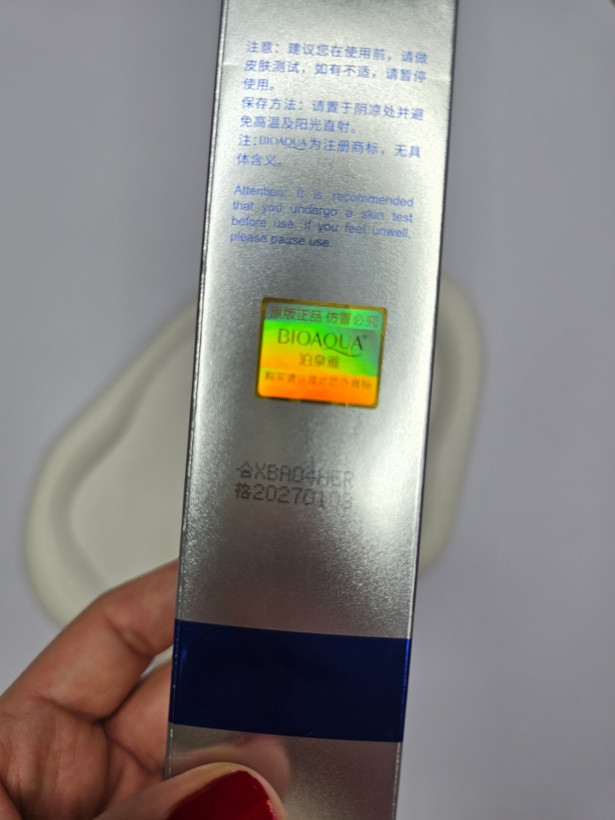 注意：建议您在使用前，请做
皮肤测试，如有不适，请暂停
使用。
保存方法：请置于阴凉处并避
免高温及阳光直射。
注:BIOAQUA为注册商标，无具
体含义。
Attention: It is recommended
that you undergo a skin test
before use. If you feel unwell,
please pause use.
原版正品 仿冒必究
BIOAQUA®
泊泉雅
合XBA04HER
格20270103